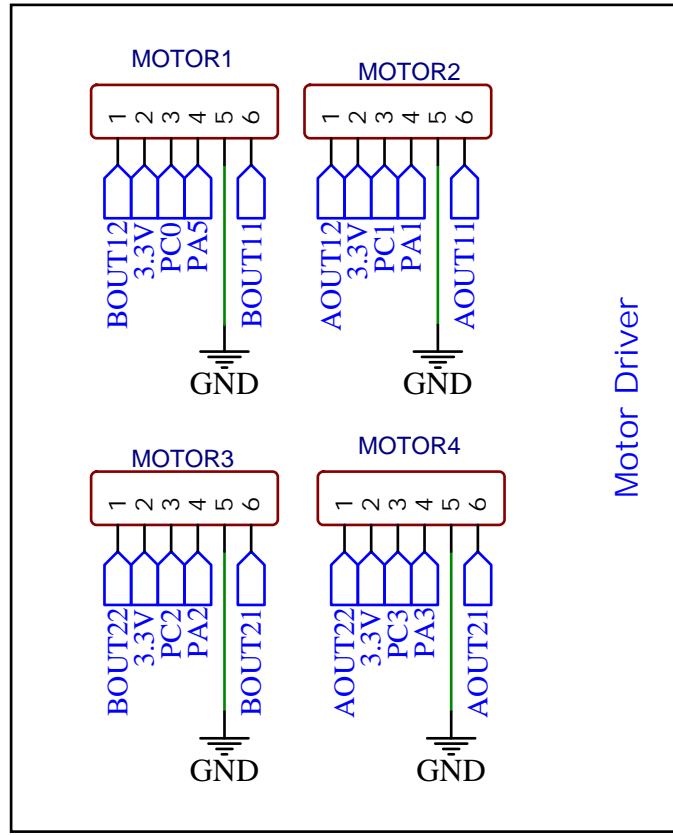 MOTOR1
1 2 3 4 5 6
BOUT12
3.3V
PC0
PA5
BOUT11
GND
MOTOR2
1 2 3 4 5 6
AOUT12
3.3V
PC1
PA1
AOUT11
GND
MOTOR3
1 2 3 4 5 6
BOUT22
3.3V
PC2
PA2
BOUT21
GND
MOTOR4
1 2 3 4 5 6
AOUT22
3.3V
PC3
PA3
AOUT21
GND
Motor Driver